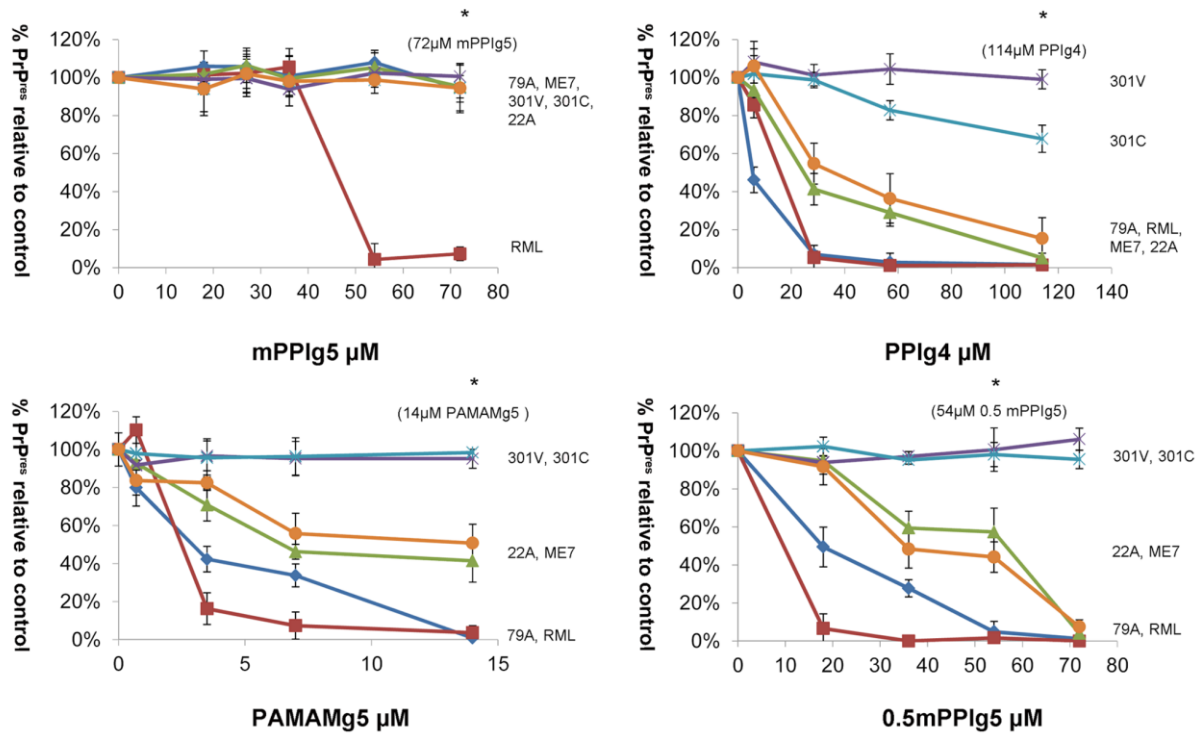 % PrPres relative to control
*
(72µM mPPIg5)
120%
100%
80%
60%
40%
20%
0%
79A, ME7,
301V, 301C,
22A
RML
0 10 20 30 40 50 60 70 80
mPPIg5 µM
% PrPres relative to control
*
(114µM PPIg4)
120%
100%
80%
60%
40%
20%
0%
301V
301C
79A, RML,
ME7, 22A
0 20 40 60 80 100 120 140
PPIg4 µM
% PrPres relative to control
*
(14µM PAMAMg5 )
120%
100%
80%
60%
40%
20%
0%
301V, 301C
22A, ME7
79A, RML
0 5 10 15
PAMAMg5 µM
% PrPres relative to control
*
(54µM 0.5 mPPIg5)
120%
100%
80%
60%
40%
20%
0%
301V, 301C
22A, ME7
79A, RML
0 10 20 30 40 50 60 70 80
0.5mPPIg5 µM